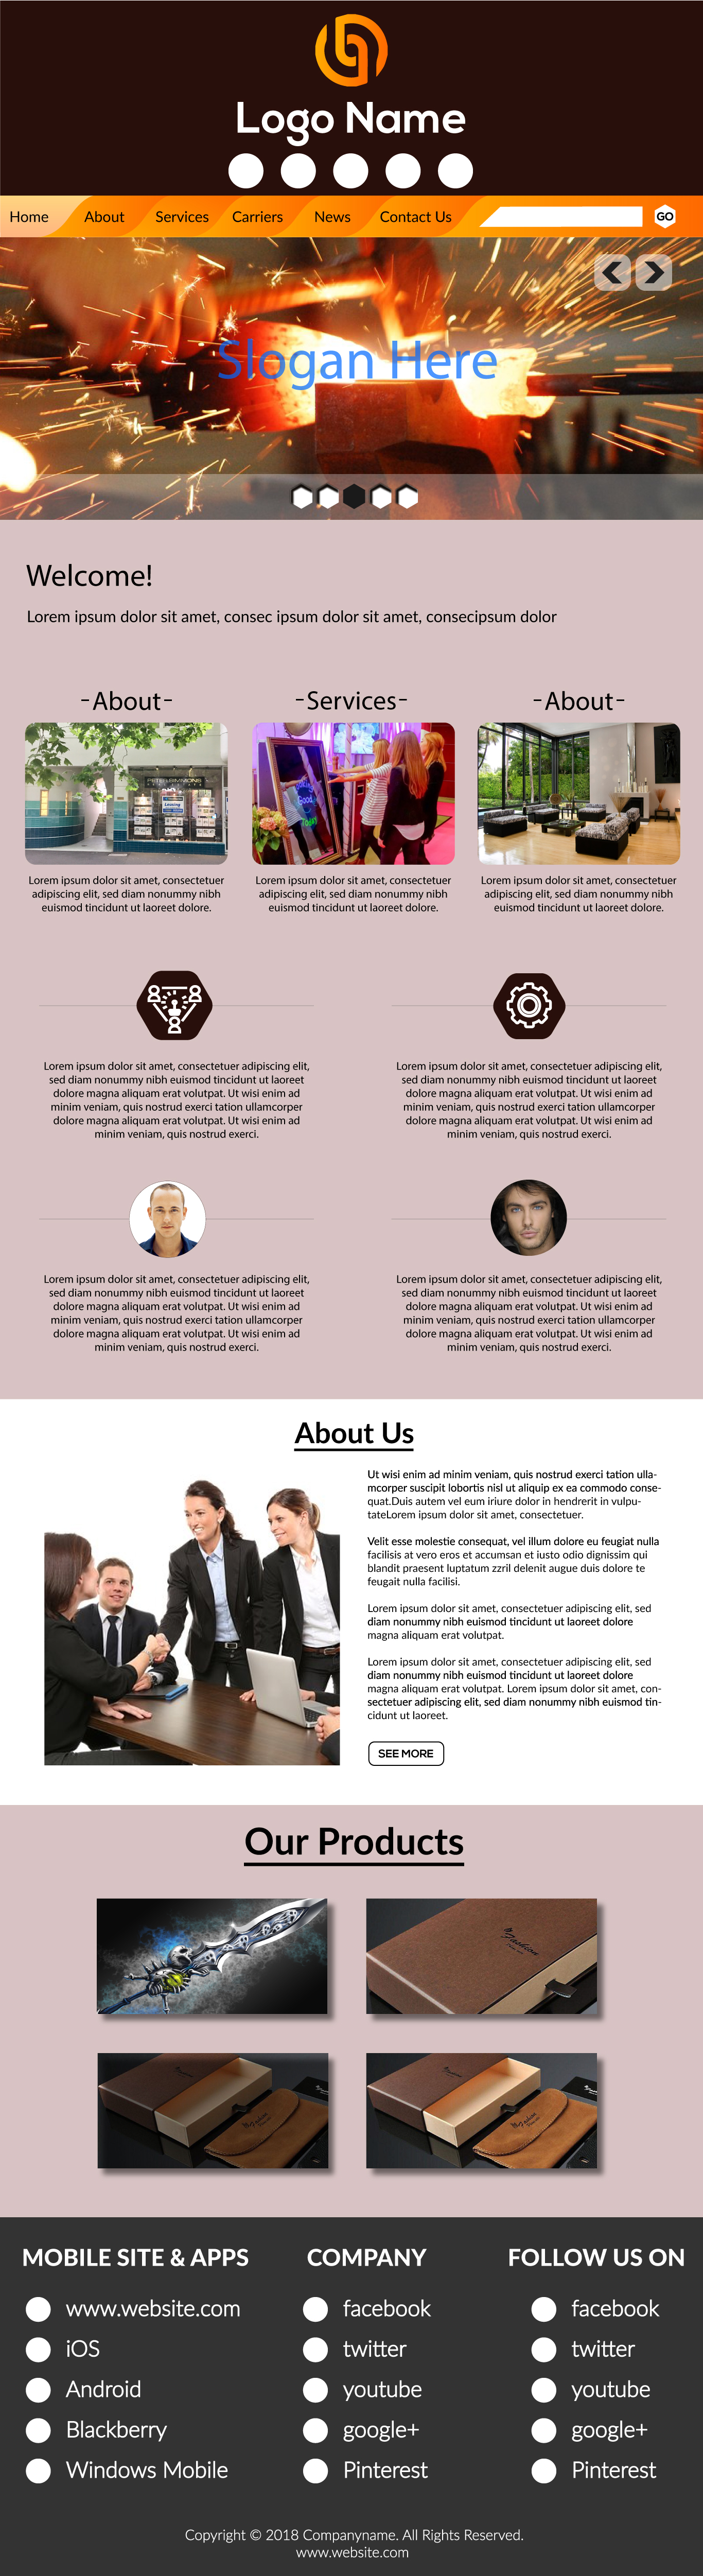 Logo Name
Home About Services Carriers News Contact Us GO
Slogan Here
Welcome!
Lorem ipsum dolor sit amet, consec ipsum dolor sit amet, consecipsum dolor
-About-
Lorem ipsum dolor sit amet, consectetuer
adipiscing elit, sed diam nonummy nibh
euismod tincidunt ut laoreet dolore.
-Services-
Lorem ipsum dolor sit amet, consectetuer
adipiscing elit, sed diam nonummy nibh
euismod tincidunt ut laoreet dolore.
-About-
Lorem ipsum dolor sit amet, consectetuer
adipiscing elit, sed diam nonummy nibh
euismod tincidunt ut laoreet dolore.
Lorem ipsum dolor sit amet, consectetuer adipiscing elit,
sed diam nonummy nibh euismod tincidunt ut laoreet
dolore magna aliquam erat volutpat. Ut wisi enim ad
minim veniam, quis nostrud exerci tation ullamcorper
dolore magna aliquam erat volutpat. Ut wisi enim ad
minim veniam, quis nostrud exerci.
Lorem ipsum dolor sit amet, consectetuer adipiscing elit,
sed diam nonummy nibh euismod tincidunt ut laoreet
dolore magna aliquam erat volutpat. Ut wisi enim ad
minim veniam, quis nostrud exerci tation ullamcorper
dolore magna aliquam erat volutpat. Ut wisi enim ad
minim veniam, quis nostrud exerci.
Lorem ipsum dolor sit amet, consectetuer adipiscing elit,
sed diam nonummy nibh euismod tincidunt ut laoreet
dolore magna aliquam erat volutpat. Ut wisi enim ad
minim veniam, quis nostrud exerci tation ullamcorper
dolore magna aliquam erat volutpat. Ut wisi enim ad
minim veniam, quis nostrud exerci.
Lorem ipsum dolor sit amet, consectetuer adipiscing elit,
sed diam nonummy nibh euismod tincidunt ut laoreet
dolore magna aliquam erat volutpat. Ut wisi enim ad
minim veniam, quis nostrud exerci tation ullamcorper
dolore magna aliquam erat volutpat. Ut wisi enim ad
minim veniam, quis nostrud exerci.
About Us
Ut wisi enim ad minim veniam, quis nostrud exerci tation ulla-
mcorper suscipit lobortis nisl ut aliquip ex ea commodo conse-
quat.Duis autem vel eum iriure dolor in hendrerit in vulpu-
tateLorem ipsum dolor sit amet, consectetuer.
Velit esse molestie consequat, vel illum dolore eu feugiat nulla
facilisis at vero eros et accumsan et iusto odio dignissim qui
blandit praesent luptatum zzril delenit augue duis dolore te
feugait nulla facilisi.
Lorem ipsum dolor sit amet, consectetuer adipiscing elit, sed
diam nonummy nibh euismod tincidunt ut laoreet dolore
magna aliquam erat volutpat.
Lorem ipsum dolor sit amet, consectetuer adipiscing elit, sed
diam nonummy nibh euismod tincidunt ut laoreet dolore
magna aliquam erat volutpat. Lorem ipsum dolor sit amet, con-
sectetuer adipiscing elit, sed diam nonummy nibh euismod tin-
cidunt ut laoreet.
SEE MORE
Our Products
Fashion
MOBILE SITE & APPS
www.website.com
iOS
Android
Blackberry
Windows Mobile
COMPANY
facebook
twitter
youtube
google+
Pinterest
FOLLOW US ON
facebook
twitter
youtube
google+
Pinterest
Copyright © 2018 Companyname. All Rights Reserved.
www.website.com